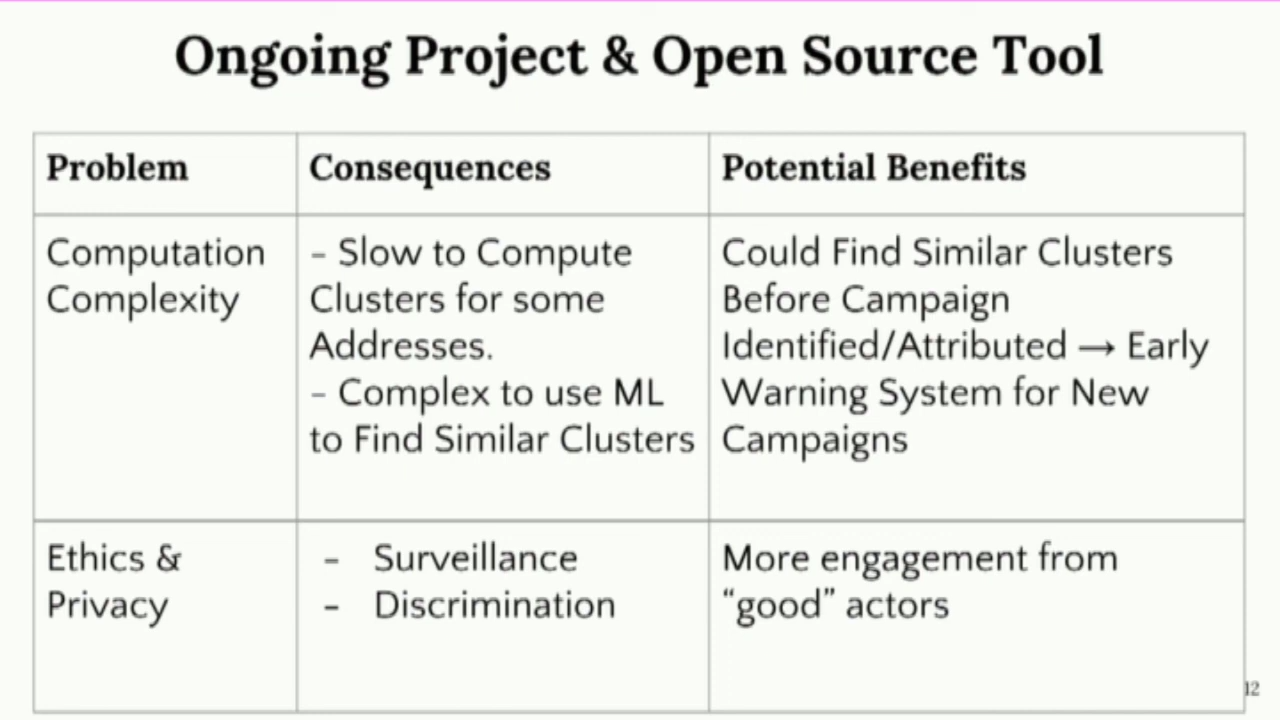 Ongoing Project & Open Source Tool
Problem
Consequences
Potential Benefits
Computation
Complexity
- Slow to Compute
Clusters for some
Addresses.
- Complex to use ML
to Find Similar Clusters
Could Find Similar Clusters
Before Campaign
Identified/Attributed → Early
Warning System for New
Campaigns
Ethics &
Privacy
- Surveillance
- Discrimination
More engagement from
“good” actors
12